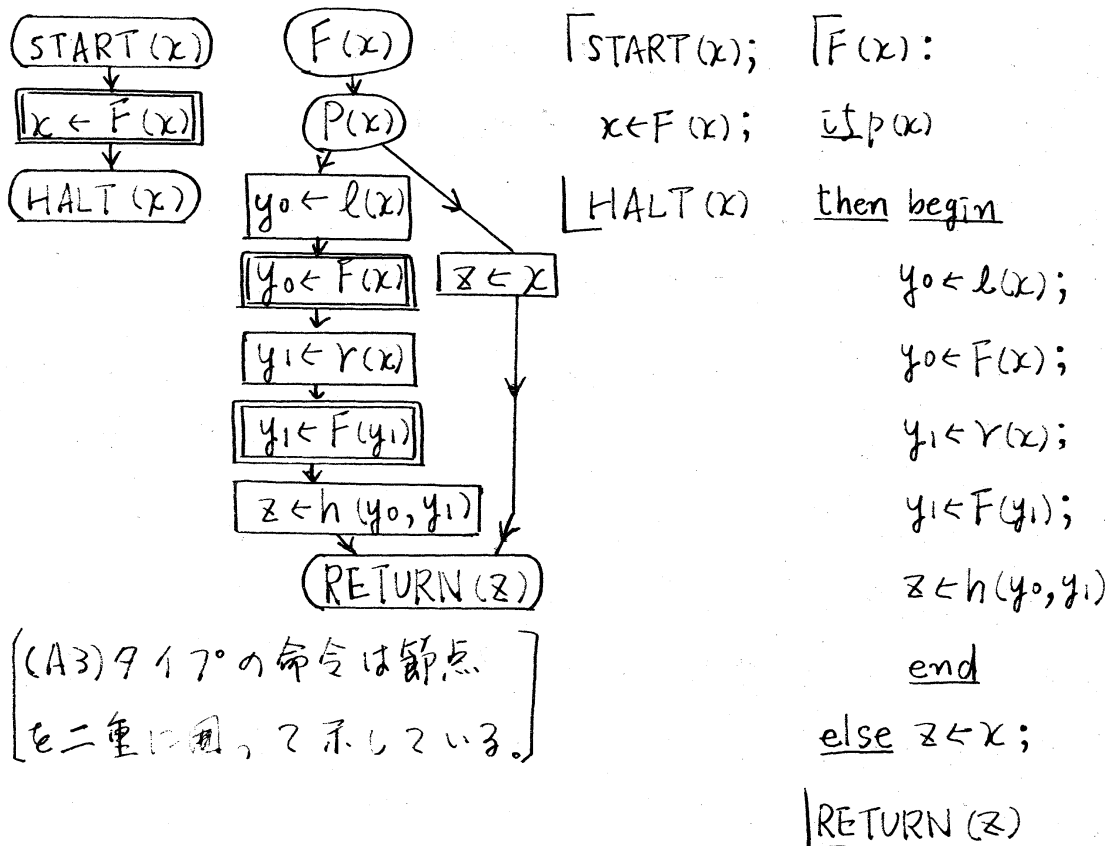 START(x)
x ← F(x)
HALT(x)
F(x)
P(x)
y₀ ← l(x)
y₀ ← F(x)
y₁ ← r(x)
y₁ ← F(y₁)
z ← h(y₀, y₁)
z ← x
RETURN(z)
(A3)タイプの命令は節点
を二重に囲って示している。
START(x);
x ← F(x);
HALT(x)
F(x):
if p(x)
then begin
y₀ ← l(x);
y₀ ← F(x);
y₁ ← r(x);
y₁ ← F(y₁);
z ← h(y₀, y₁)
end
else z ← x;
RETURN(z)